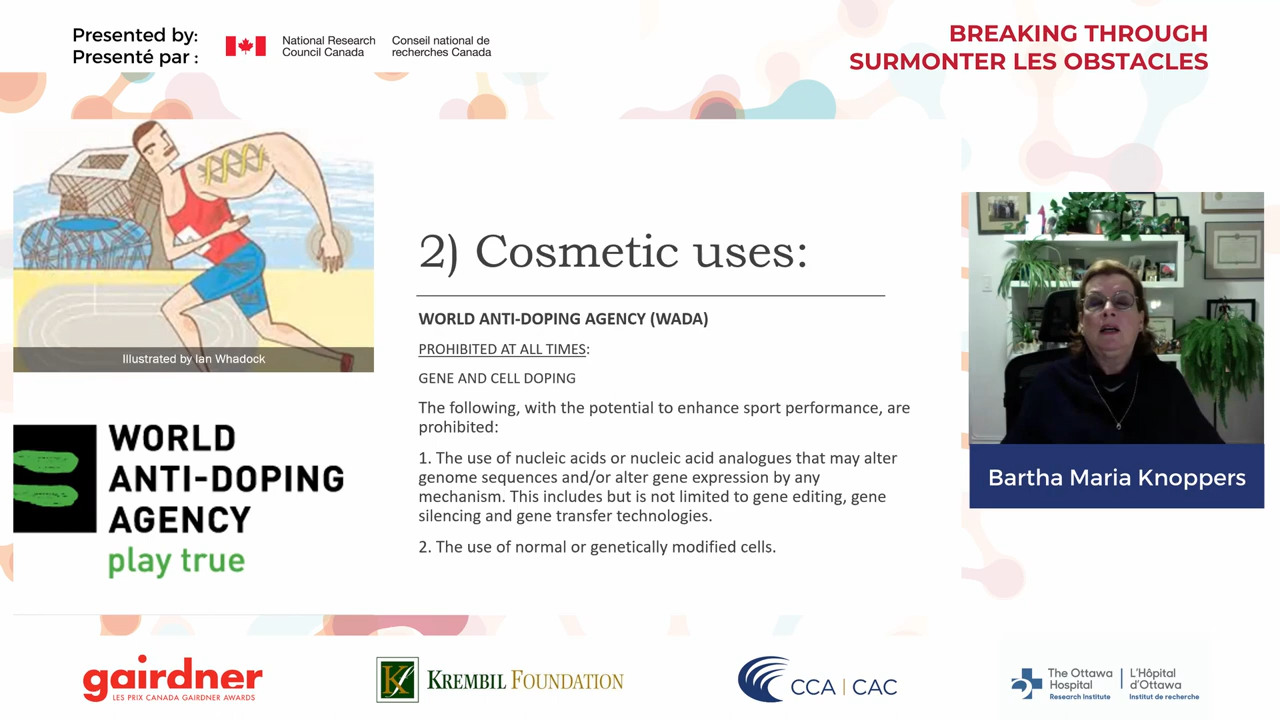 Presented by:
Presenté par :
National Research
Council Canada
Conseil national de
recherches Canada
BREAKING THROUGH
SURMONTER LES OBSTACLES
Illustrated by Ian Whadock
WORLD
ANTI-DOPING
AGENCY
play true
2) Cosmetic uses:
WORLD ANTI-DOPING AGENCY (WADA)
PROHIBITED AT ALL TIMES:
GENE AND CELL DOPING
The following, with the potential to enhance sport performance, are
prohibited:
1. The use of nucleic acids or nucleic acid analogues that may alter
genome sequences and/or alter gene expression by any
mechanism. This includes but is not limited to gene editing, gene
silencing and gene transfer technologies.
2. The use of normal or genetically modified cells.
Bartha Maria Knoppers
gairdner
LES PRIX CANADA GAIRDNER AWARDS
K
KREMBIL FOUNDATION
CCA | CAC
The Ottawa
Hospital
Research Institute
L'Hôpital
d'Ottawa
Institut de recherche